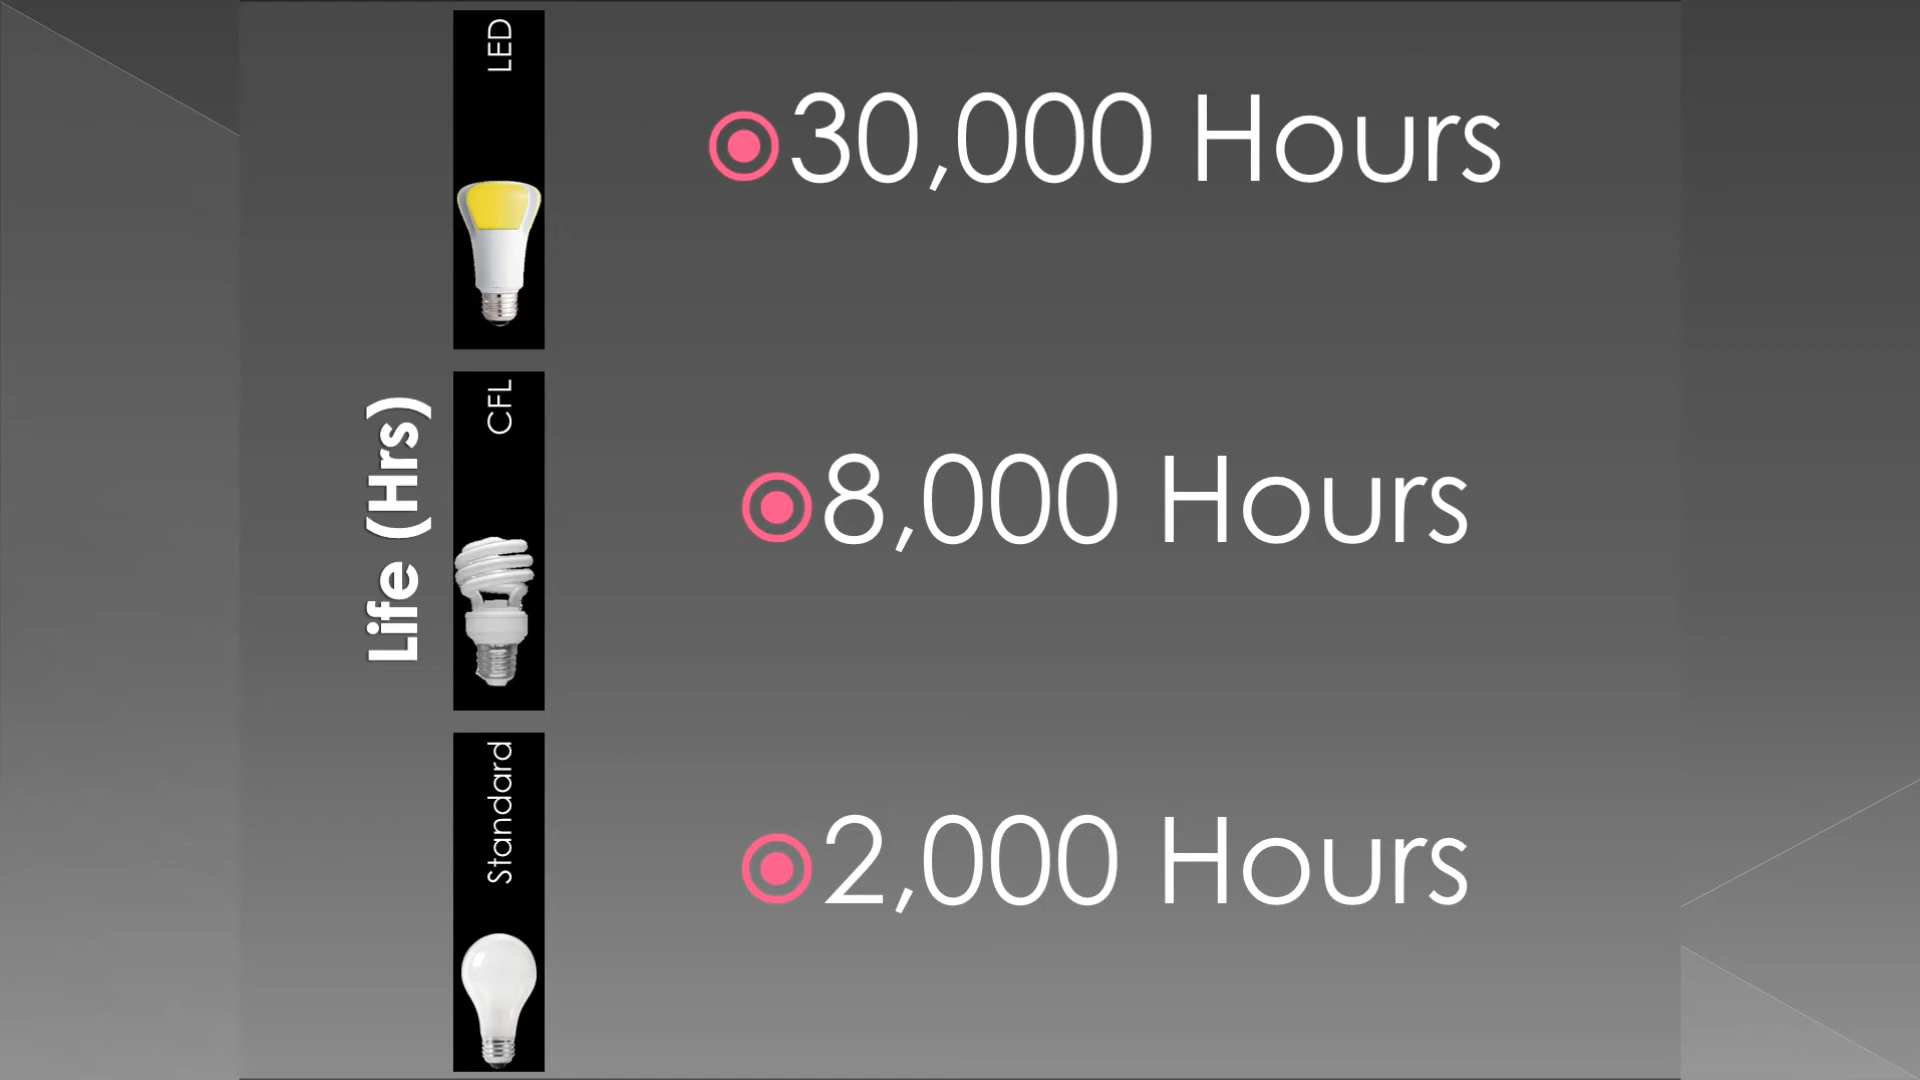 Life (Hrs)
LED
30,000 Hours
CFL
8,000 Hours
Standard
2,000 Hours